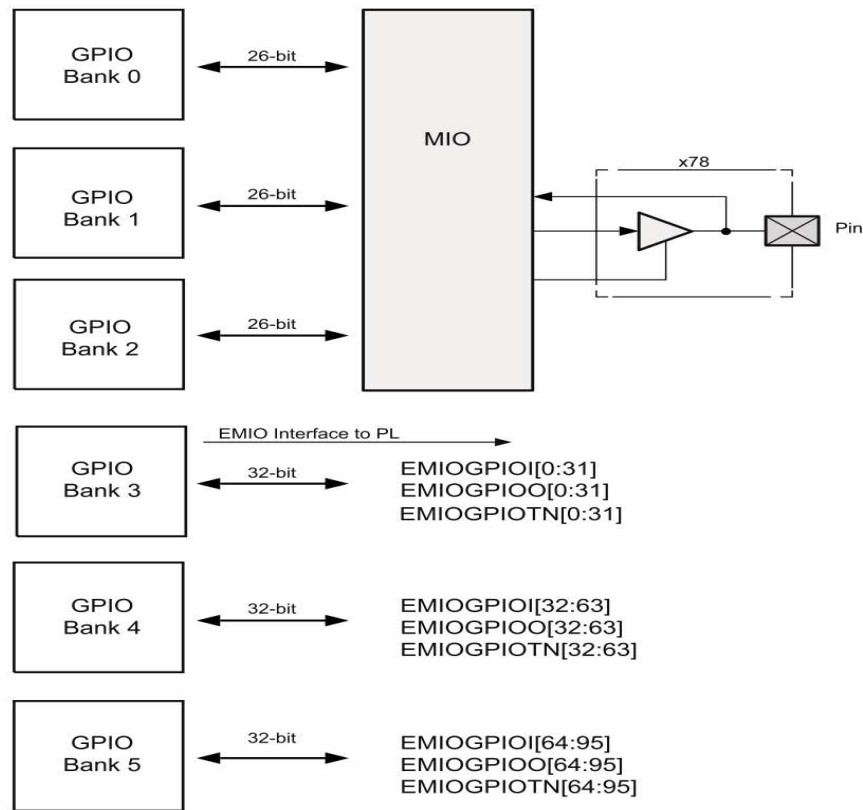 GPIO
Bank 0
26-bit
MIO
GPIO
Bank 1
26-bit
x78
Pin
GPIO
Bank 2
26-bit
GPIO
Bank 3
EMIO Interface to PL
32-bit
EMIOGPIOI[0:31]
EMIOGPIOO[0:31]
EMIOGPIOTN[0:31]
GPIO
Bank 4
32-bit
EMIOGPIOI[32:63]
EMIOGPIOO[32:63]
EMIOGPIOTN[32:63]
GPIO
Bank 5
32-bit
EMIOGPIOI[64:95]
EMIOGPIOO[64:95]
EMIOGPIOTN[64:95]